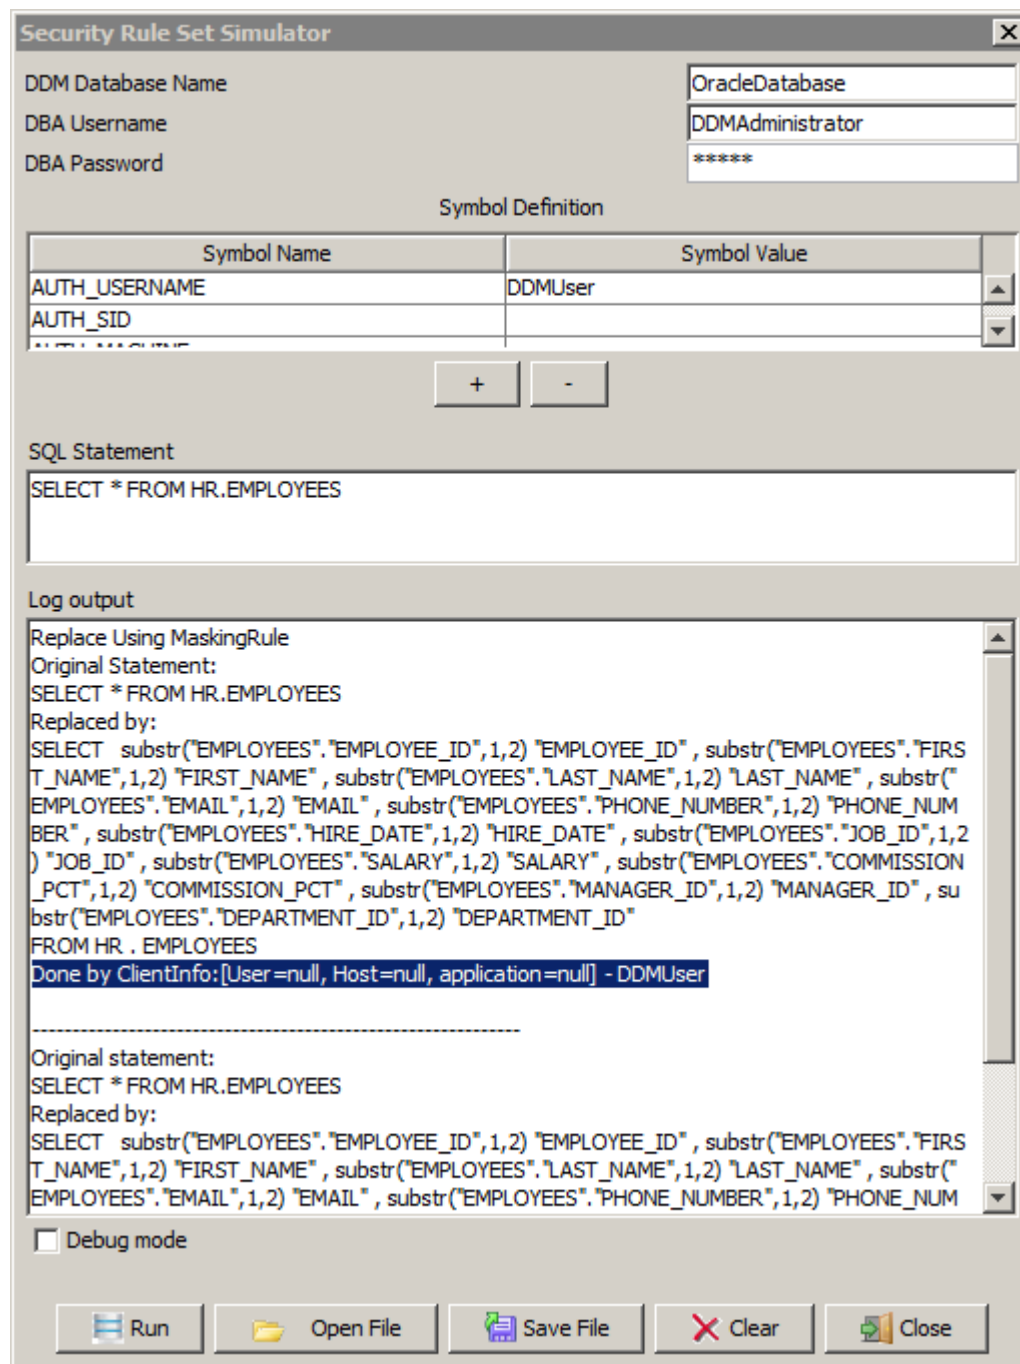 Security Rule Set Simulator
DDM Database Name OracleDatabase
DBA Username DDMAdministrator
DBA Password *****
Symbol Definition
Symbol Name Symbol Value
AUTH_USERNAME DDMUser
AUTH_SID
+ -
SQL Statement
SELECT * FROM HR.EMPLOYEES
Log output
Replace Using MaskingRule
Original Statement:
SELECT * FROM HR.EMPLOYEES
Replaced by:
SELECT   substr("EMPLOYEES"."EMPLOYEE_ID",1,2) "EMPLOYEE_ID" , substr("EMPLOYEES"."FIRS
T_NAME",1,2) "FIRST_NAME" , substr("EMPLOYEES"."LAST_NAME",1,2) "LAST_NAME" , substr("
EMPLOYEES"."EMAIL",1,2) "EMAIL" , substr("EMPLOYEES"."PHONE_NUMBER",1,2) "PHONE_NUM
BER" , substr("EMPLOYEES"."HIRE_DATE",1,2) "HIRE_DATE" , substr("EMPLOYEES"."JOB_ID",1,2
) "JOB_ID" , substr("EMPLOYEES"."SALARY",1,2) "SALARY" , substr("EMPLOYEES"."COMMISSION
_PCT",1,2) "COMMISSION_PCT" , substr("EMPLOYEES"."MANAGER_ID",1,2) "MANAGER_ID" , su
bstr("EMPLOYEES"."DEPARTMENT_ID",1,2) "DEPARTMENT_ID"
FROM HR . EMPLOYEES
Done by ClientInfo:[User=null, Host=null, application=null] - DDMUser
-------------------------------------------------------------
Original statement:
SELECT * FROM HR.EMPLOYEES
Replaced by:
SELECT   substr("EMPLOYEES"."EMPLOYEE_ID",1,2) "EMPLOYEE_ID" , substr("EMPLOYEES"."FIRS
T_NAME",1,2) "FIRST_NAME" , substr("EMPLOYEES"."LAST_NAME",1,2) "LAST_NAME" , substr("
EMPLOYEES"."EMAIL",1,2) "EMAIL" , substr("EMPLOYEES"."PHONE_NUMBER",1,2) "PHONE_NUM
Debug mode
Run Open File Save File Clear Close